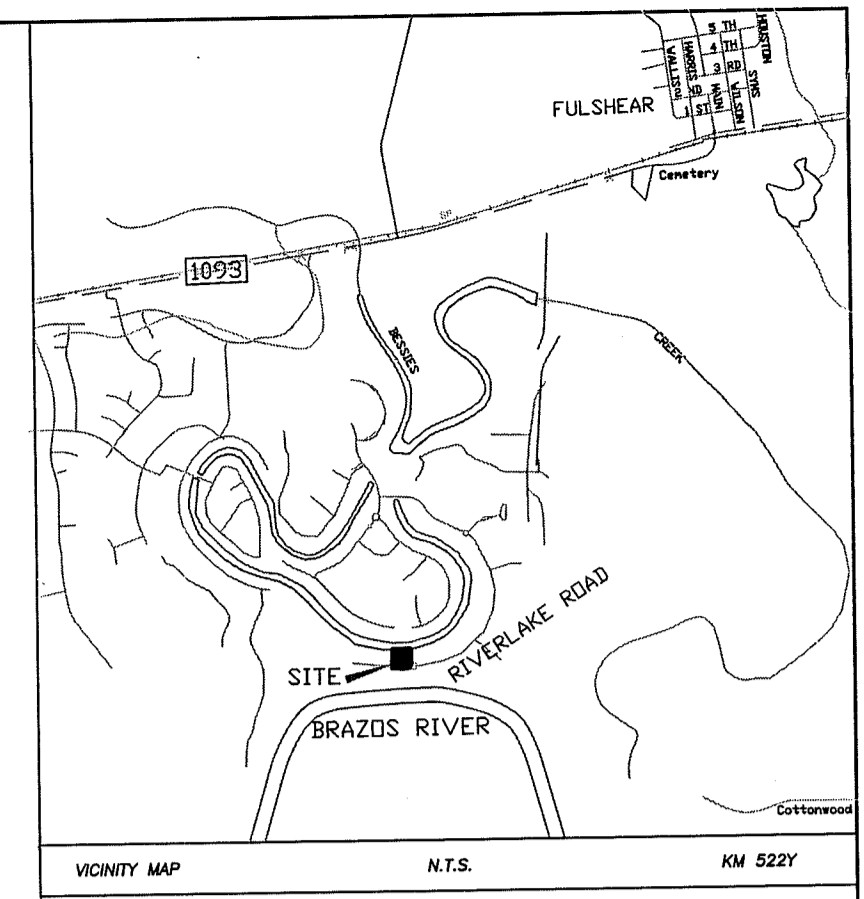 5 TH
4 TH
3 RD
ND
1 ST
WALLIS
HARRIS
MAIN
WILSON
SYMS
HOUSTON
FULSHEAR
Cemetery
SP
1093
BESSIES
CREEK
RIVERLAKE ROAD
SITE
BRAZOS RIVER
Cottonwood
VICINITY MAP N.T.S. KM 522Y